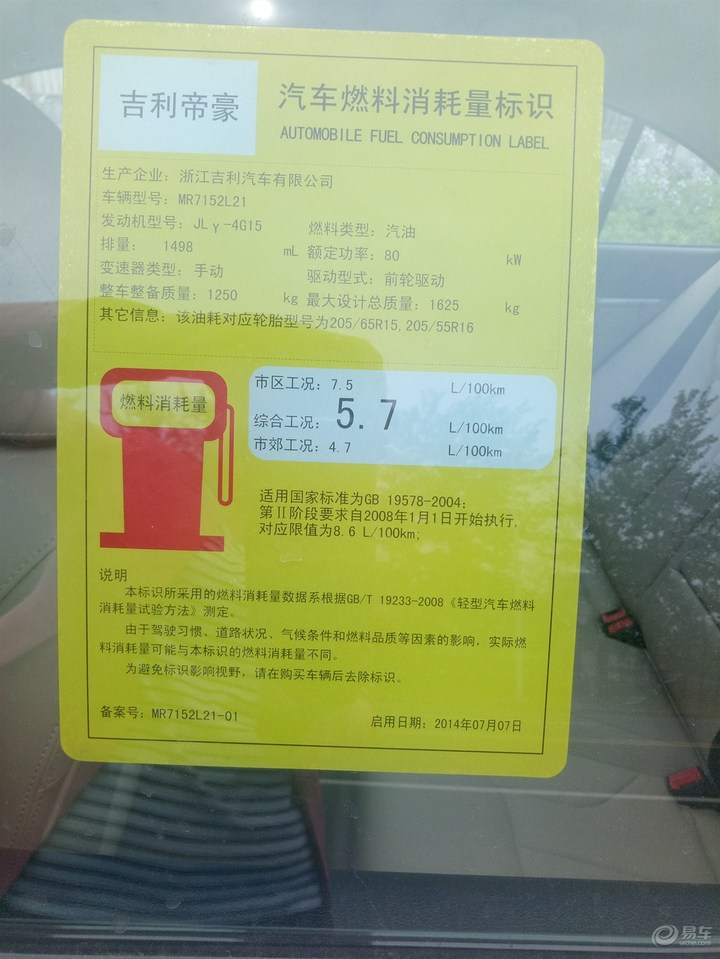 吉利帝豪
汽车燃料消耗量标识
AUTOMOBILE FUEL CONSUMPTION LABEL
生产企业：浙江吉利汽车有限公司
车辆型号：MR7152L21
发动机型号：JLγ-4G15 燃料类型：汽油
排量： 1498 mL 额定功率：80 kW
变速器类型：手动 驱动型式：前轮驱动
整车整备质量：1250 kg 最大设计总质量：1625 kg
其它信息：该油耗对应轮胎型号为205/65R15,205/55R16
燃料消耗量
市区工况：7.5 L/100km
综合工况：5.7 L/100km
市郊工况：4.7 L/100km
适用国家标准为GB 19578-2004;
第Ⅱ阶段要求自2008年1月1日开始执行,
对应限值为8.6 L/100km;
说明
本标识所采用的燃料消耗量数据系根据GB/T 19233-2008《轻型汽车燃料
消耗量试验方法》测定。
由于驾驶习惯、道路状况、气候条件和燃料品质等因素的影响，实际燃
料消耗量可能与本标识的燃料消耗量不同。
为避免标识影响视野，请在购买车辆后去除标识。
备案号：MR7152L21-01 启用日期：2014年07月07日
易车